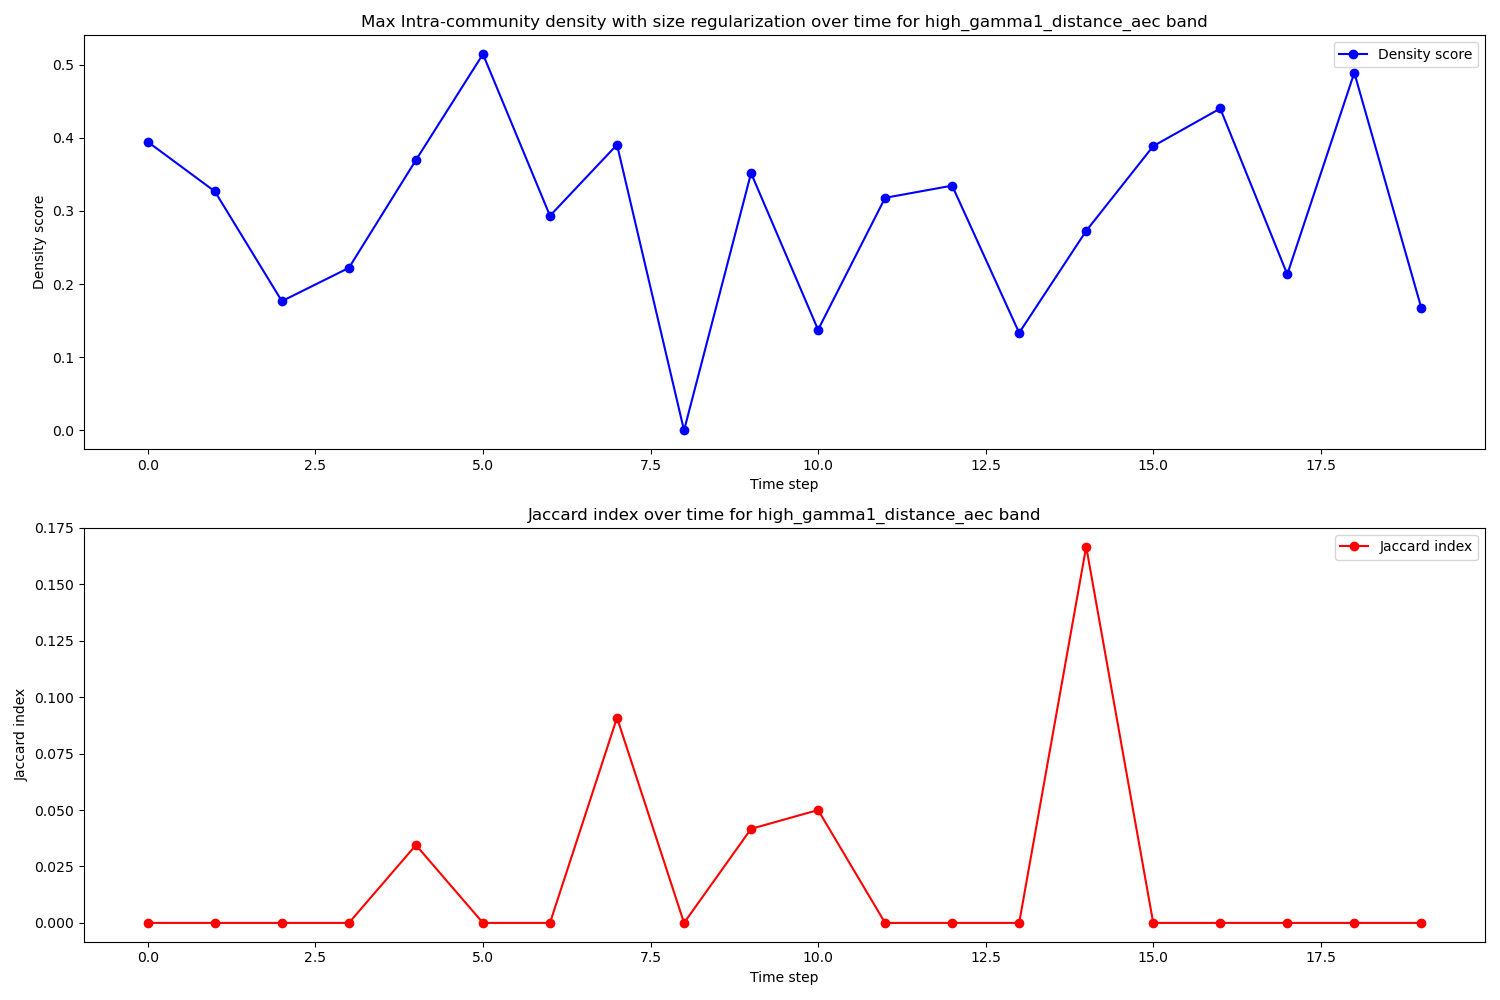 Max Intra-community density with size regularization over time for high_gamma1_distance_aec band
Density score
0.5
0.4
0.3
0.2
0.1
0.0
Density score
0.0 2.5 5.0 7.5 10.0 12.5 15.0 17.5
Time step
Jaccard index over time for high_gamma1_distance_aec band
Jaccard index
0.175
0.150
0.125
0.100
0.075
0.050
0.025
0.000
Jaccard index
0.0 2.5 5.0 7.5 10.0 12.5 15.0 17.5
Time step